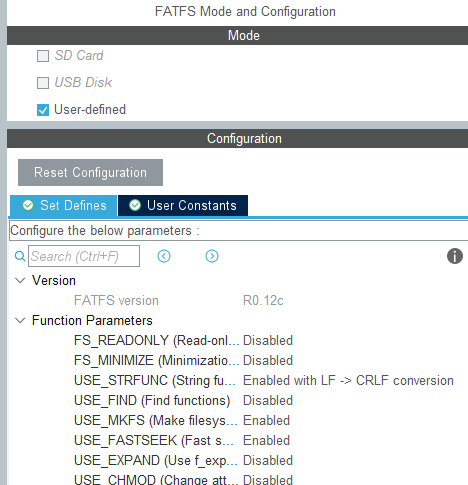 FATFS Mode and Configuration
Mode
SD Card
USB Disk
User-defined
Configuration
Reset Configuration
Set Defines User Constants
Configure the below parameters :
Search (Ctrl+F)
Version
FATFS version R0.12c
Function Parameters
FS_READONLY (Read-onl... Disabled
FS_MINIMIZE (Minimizatio... Disabled
USE_STRFUNC (String fu... Enabled with LF -> CRLF conversion
USE_FIND (Find functions) Disabled
USE_MKFS (Make filesys... Enabled
USE_FASTSEEK (Fast s... Enabled
USE_EXPAND (Use f_exp... Disabled
USE_CHMOD (Change att... Disabled